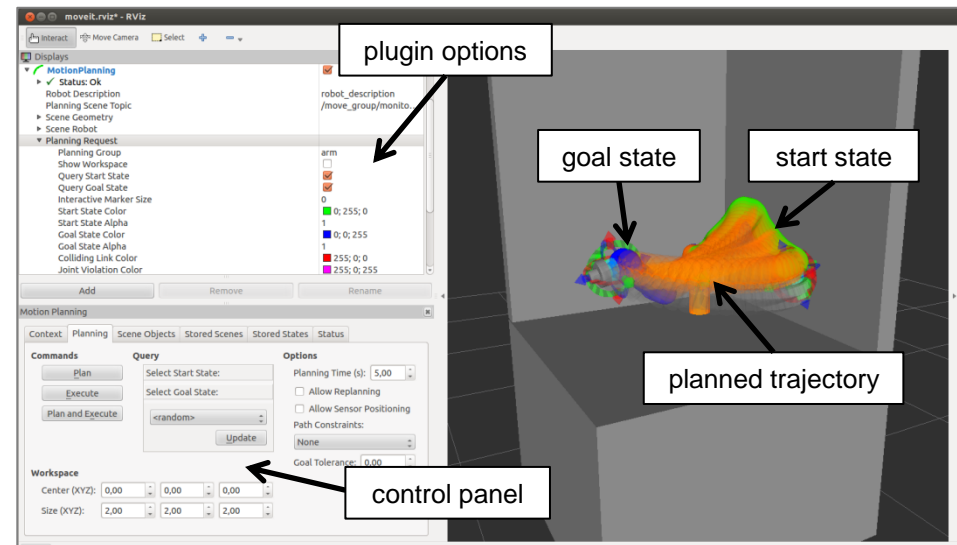 moveit.rviz* - RViz
Interact Move Camera Select
plugin options
Displays
MotionPlanning
Status: Ok
Robot Description robot_description
Planning Scene Topic /move_group/monito...
Scene Geometry
Scene Robot
Planning Request
Planning Group arm
Show Workspace
Query Start State
Query Goal State
Interactive Marker Size 0
Start State Color 0; 255; 0
Start State Alpha 1
Goal State Color 0; 0; 255
Goal State Alpha 1
Colliding Link Color 255; 0; 0
Joint Violation Color 255; 0; 255
goal state start state
planned trajectory
Add Remove Rename
Motion Planning
Context Planning Scene Objects Stored Scenes Stored States Status
Commands Query Options
Plan Select Start State: Planning Time (s): 5,00
Execute Select Goal State: Allow Replanning
Plan and Execute <random> Allow Sensor Positioning
Path Constraints:
Update None
Goal Tolerance: 0,00
Workspace
Center (XYZ): 0,00 0,00 0,00
Size (XYZ): 2,00 2,00 2,00
control panel